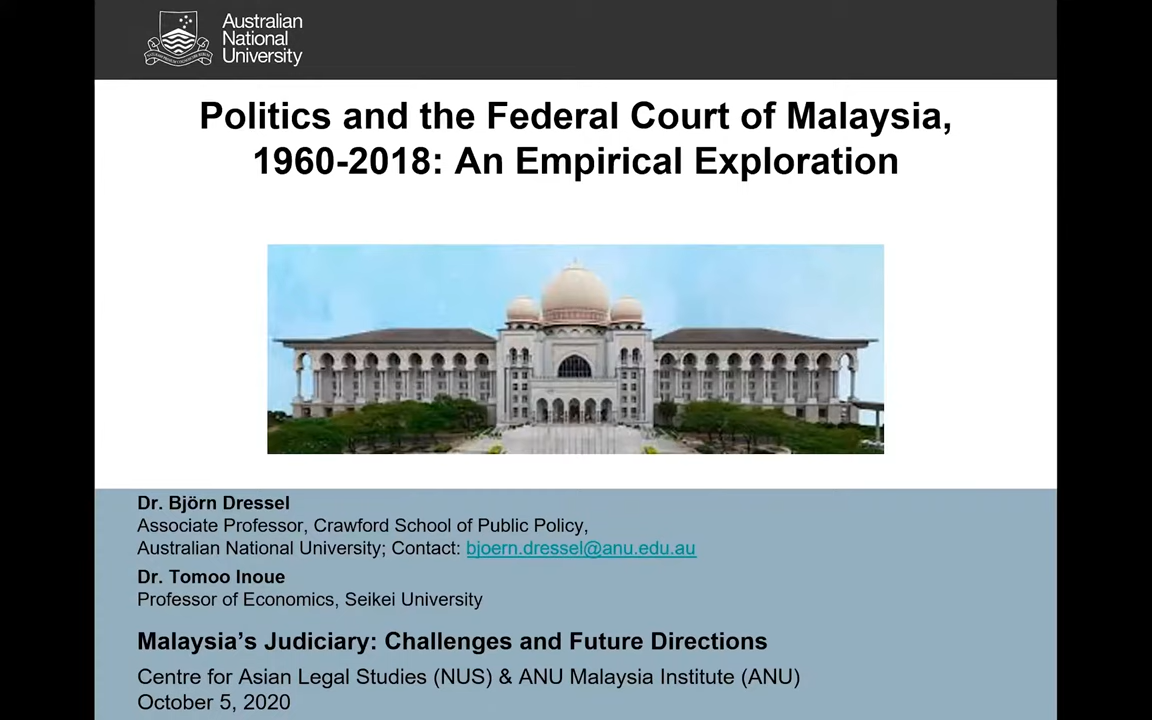 Australian
National
University
Politics and the Federal Court of Malaysia,
1960-2018: An Empirical Exploration
Dr. Björn Dressel
Associate Professor, Crawford School of Public Policy,
Australian National University; Contact: bjoern.dressel@anu.edu.au
Dr. Tomoo Inoue
Professor of Economics, Seikei University
Malaysia’s Judiciary: Challenges and Future Directions
Centre for Asian Legal Studies (NUS) & ANU Malaysia Institute (ANU)
October 5, 2020